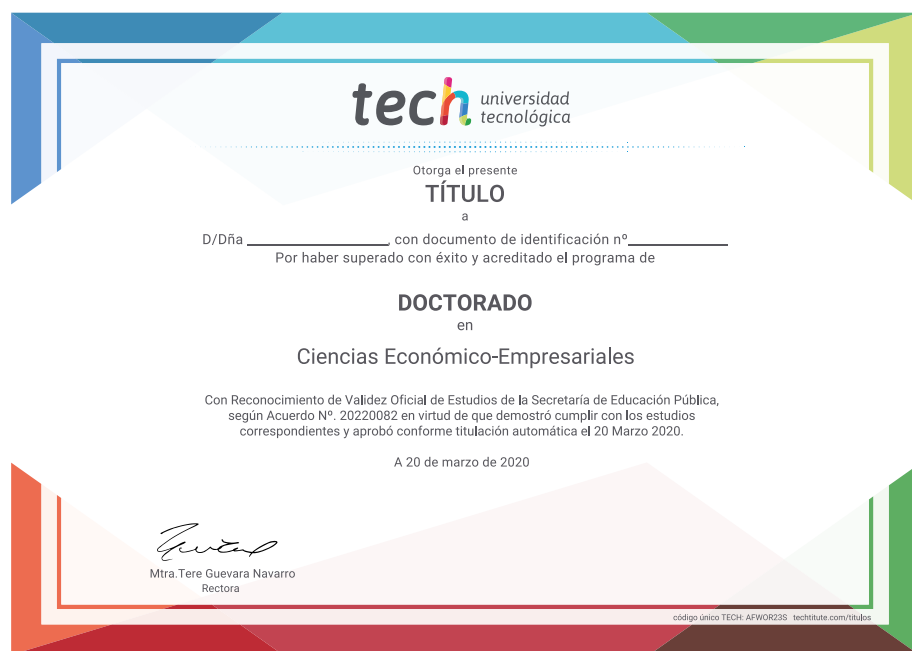 tech universidad
tecnológica
Otorga el presente
TÍTULO
a
D/Dña ________________, con documento de identificación nº___________
Por haber superado con éxito y acreditado el programa de
DOCTORADO
en
Ciencias Económico-Empresariales
Con Reconocimiento de Validez Oficial de Estudios de la Secretaría de Educación Pública,
según Acuerdo Nº. 20220082 en virtud de que demostró cumplir con los estudios
correspondientes y aprobó conforme titulación automática el 20 Marzo 2020.
A 20 de marzo de 2020
Mtra.Tere Guevara Navarro
Rectora
código único TECH: AFWOR23S techtitute.com/titulos